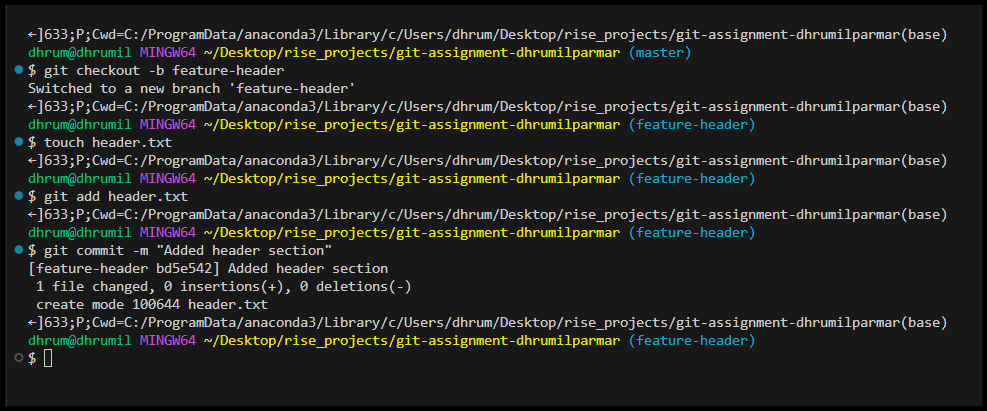 ←]633;P;Cwd=C:/ProgramData/anaconda3/Library/c/Users/dhrum/Desktop/rise_projects/git-assignment-dhrumilparmar(base)
dhrum@dhrumil MINGW64 ~/Desktop/rise_projects/git-assignment-dhrumilparmar (master)
$ git checkout -b feature-header
Switched to a new branch 'feature-header'
←]633;P;Cwd=C:/ProgramData/anaconda3/Library/c/Users/dhrum/Desktop/rise_projects/git-assignment-dhrumilparmar(base)
dhrum@dhrumil MINGW64 ~/Desktop/rise_projects/git-assignment-dhrumilparmar (feature-header)
$ touch header.txt
←]633;P;Cwd=C:/ProgramData/anaconda3/Library/c/Users/dhrum/Desktop/rise_projects/git-assignment-dhrumilparmar(base)
dhrum@dhrumil MINGW64 ~/Desktop/rise_projects/git-assignment-dhrumilparmar (feature-header)
$ git add header.txt
←]633;P;Cwd=C:/ProgramData/anaconda3/Library/c/Users/dhrum/Desktop/rise_projects/git-assignment-dhrumilparmar(base)
dhrum@dhrumil MINGW64 ~/Desktop/rise_projects/git-assignment-dhrumilparmar (feature-header)
$ git commit -m "Added header section"
[feature-header bd5e542] Added header section
 1 file changed, 0 insertions(+), 0 deletions(-)
 create mode 100644 header.txt
←]633;P;Cwd=C:/ProgramData/anaconda3/Library/c/Users/dhrum/Desktop/rise_projects/git-assignment-dhrumilparmar(base)
dhrum@dhrumil MINGW64 ~/Desktop/rise_projects/git-assignment-dhrumilparmar (feature-header)
$